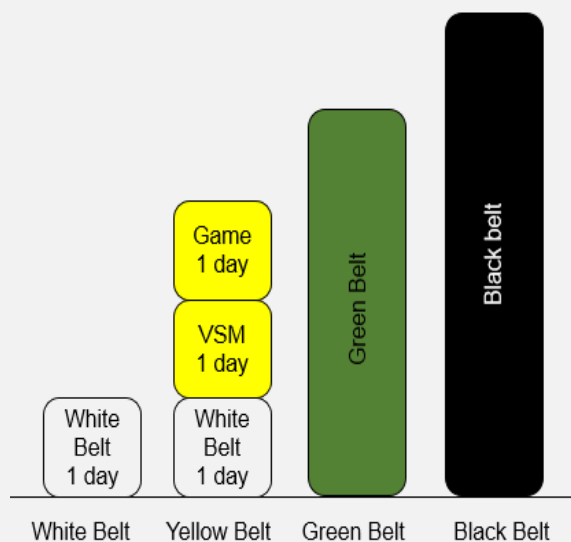 Game
1 day
VSM
1 day
White
Belt
1 day
White
Belt
1 day
Green Belt
Black belt
White Belt
Yellow Belt
Green Belt
Black Belt